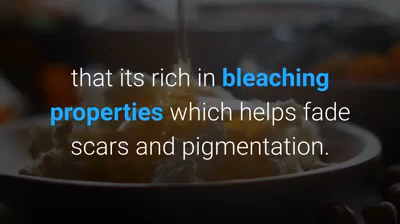 that its rich in bleaching
properties which helps fade
scars and pigmentation.